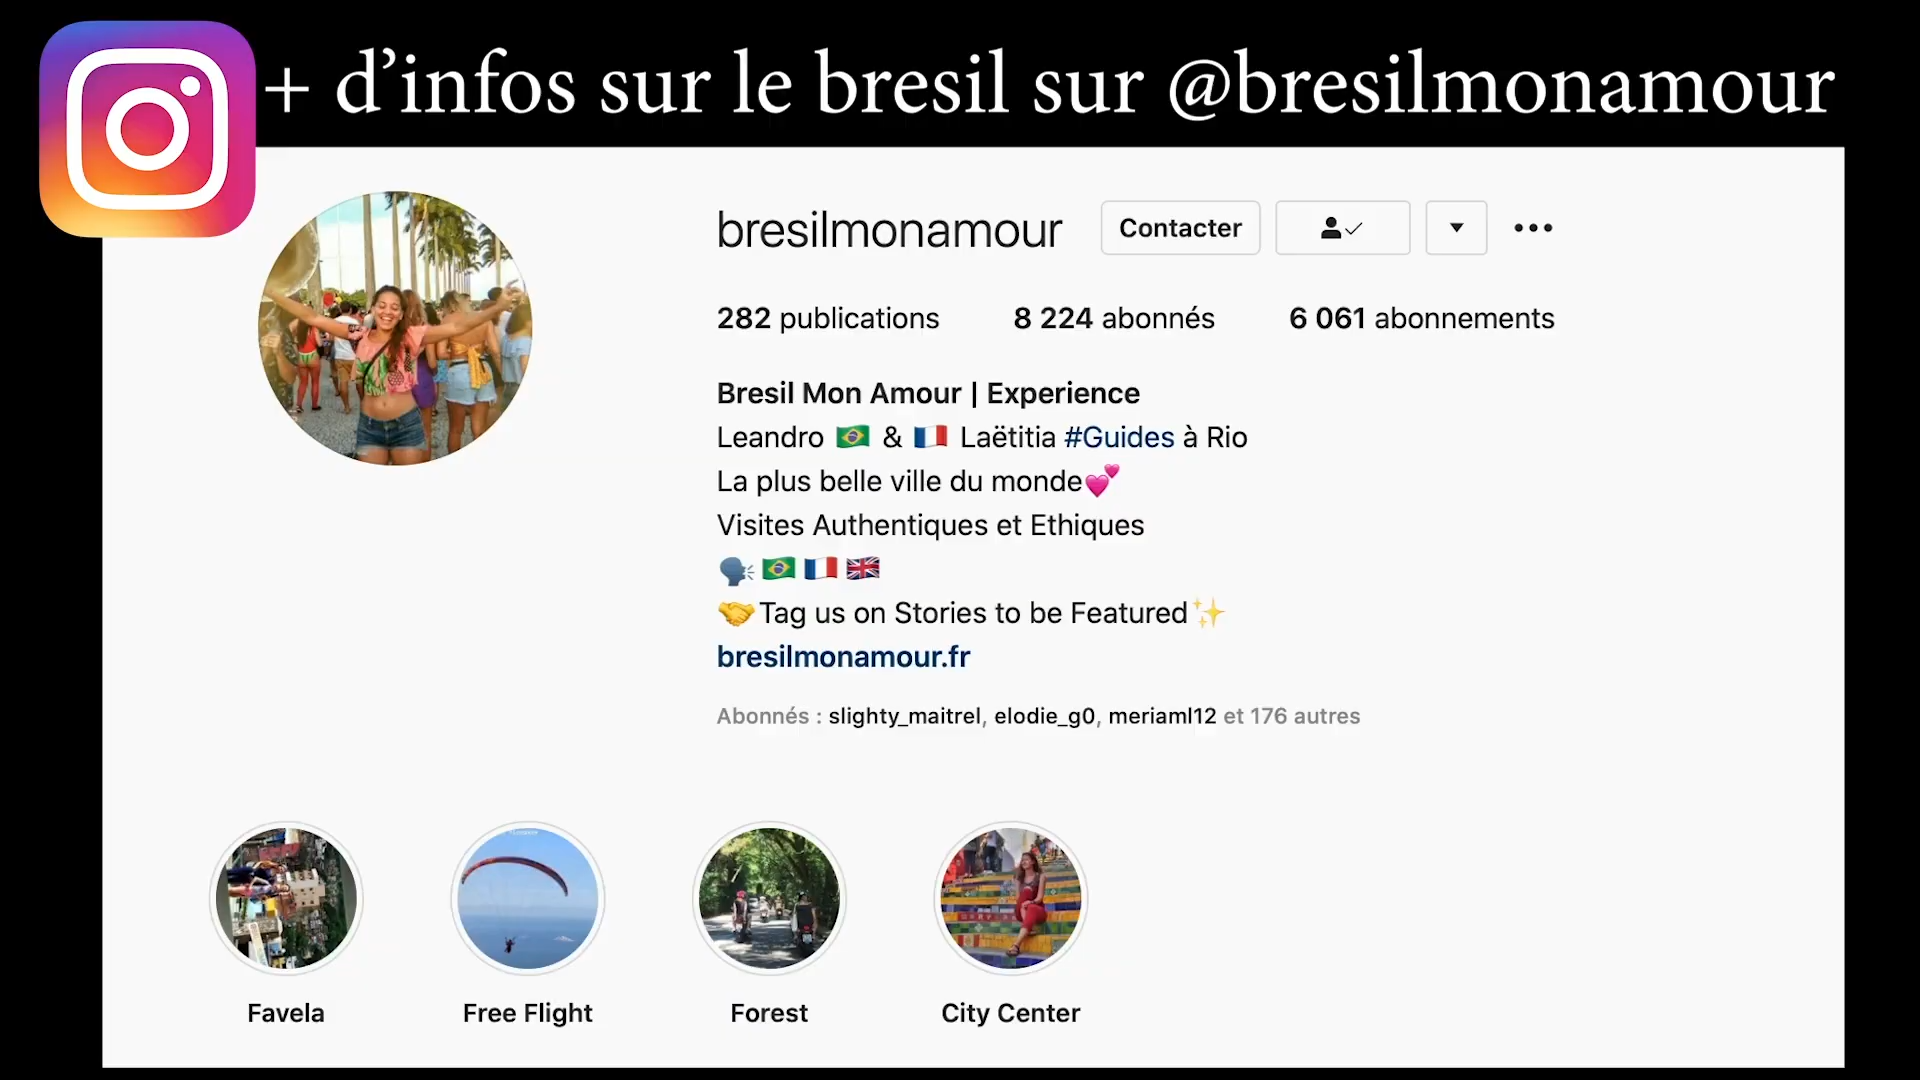 + d’infos sur le bresil sur @bresilmonamour
bresilmonamour Contacter
282 publications 8 224 abonnés 6 061 abonnements
Bresil Mon Amour | Experience
Leandro 🇧🇷 & 🇫🇷 Laëtitia #Guides à Rio
La plus belle ville du monde💕
Visites Authentiques et Ethiques
🗣🇧🇷🇫🇷🇬🇧
🤝Tag us on Stories to be Featured✨
bresilmonamour.fr
Abonnés : slighty_maitrel, elodie_g0, meriaml12 et 176 autres
Favela Free Flight Forest City Center